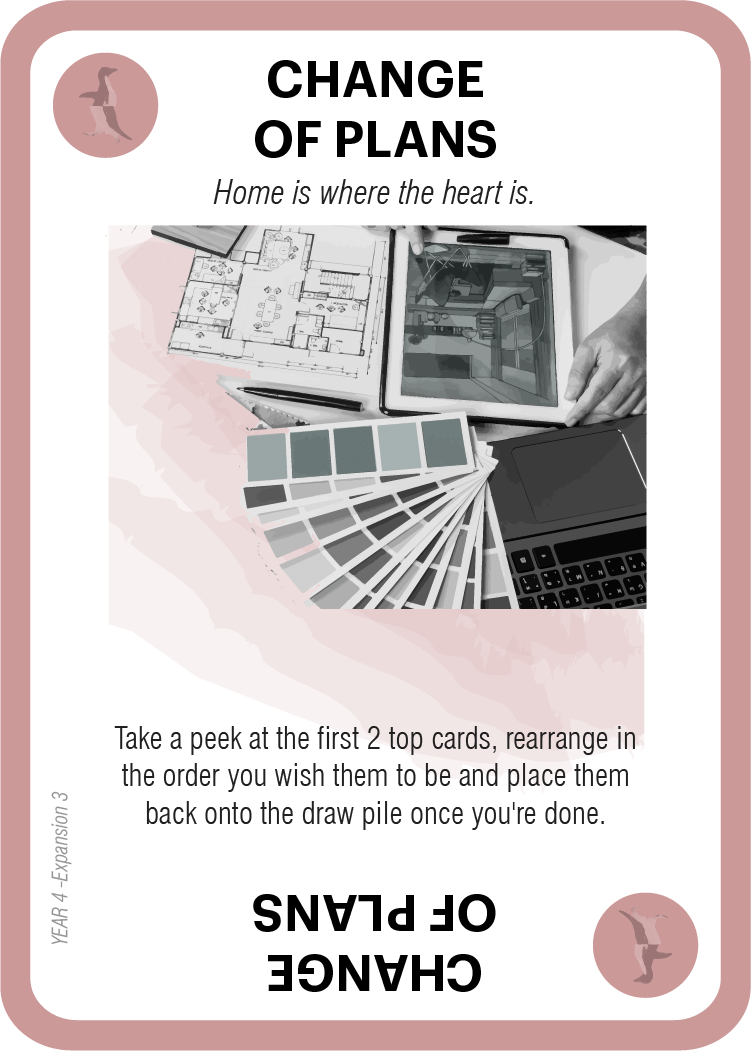 CHANGE
OF PLANS
Home is where the heart is.
Take a peek at the first 2 top cards, rearrange in
the order you wish them to be and place them
back onto the draw pile once you're done.
YEAR 4 -Expansion 3
CHANGE
OF PLANS